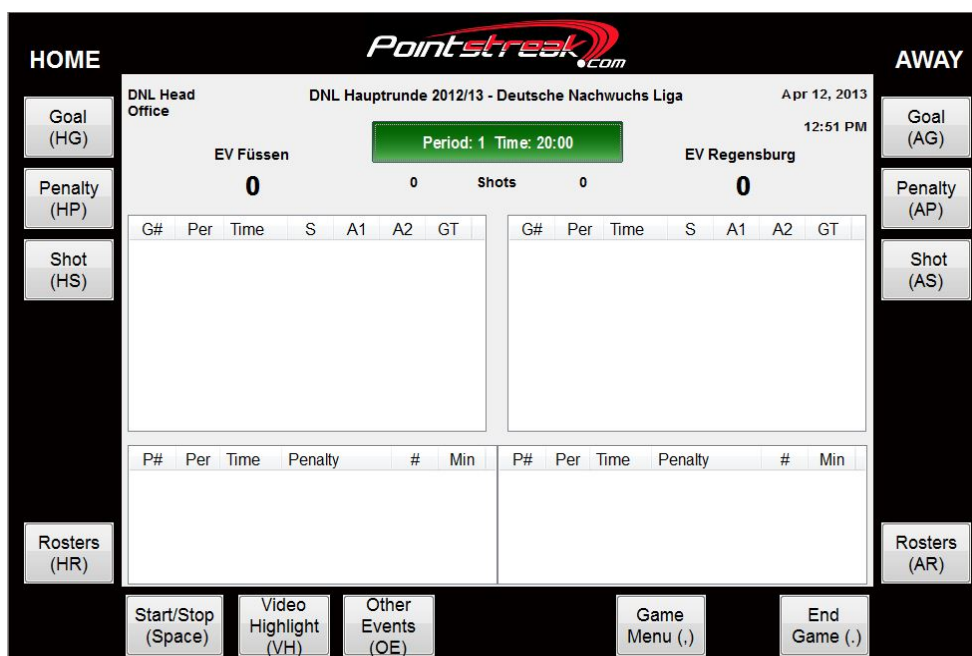 HOME
Pointstreak.com
AWAY
DNL Head
Office
DNL Hauptrunde 2012/13 - Deutsche Nachwuchs Liga
Apr 12, 2013
12:51 PM
Period: 1 Time: 20:00
EV Füssen
EV Regensburg
0
0 Shots 0
0
G# Per Time S A1 A2 GT
G# Per Time S A1 A2 GT
P# Per Time Penalty # Min
P# Per Time Penalty # Min
Goal
(HG)
Penalty
(HP)
Shot
(HS)
Rosters
(HR)
Goal
(AG)
Penalty
(AP)
Shot
(AS)
Rosters
(AR)
Start/Stop
(Space)
Video
Highlight
(VH)
Other
Events
(OE)
Game
Menu (,)
End
Game (.)